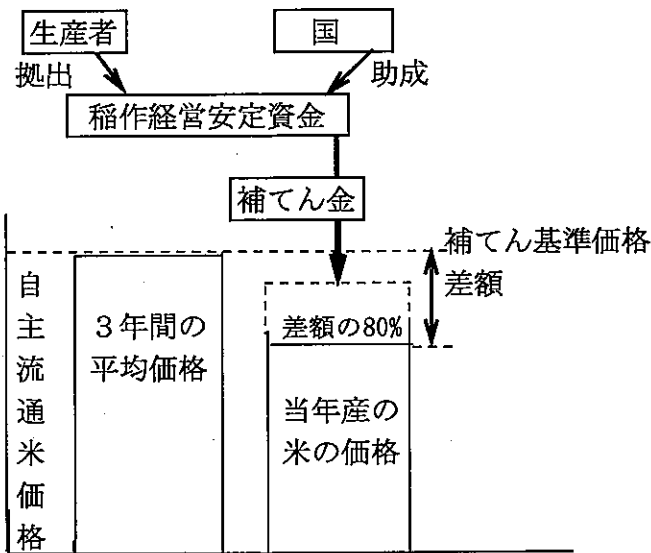 生産者
国
拠出
助成
稲作経営安定資金
補てん金
補てん基準価格
差額
自主流通米価格
3年間の
平均価格
差額の80%
当年産の
米の価格